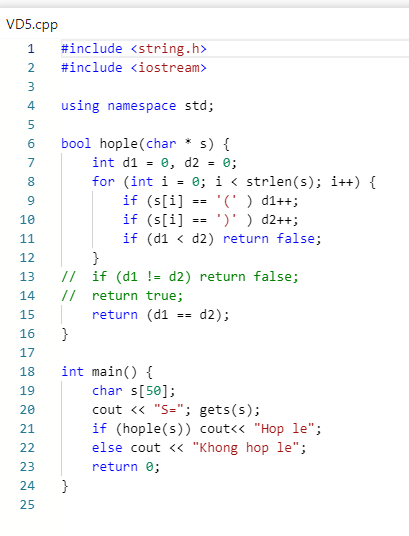 VD5.cpp
1 #include <string.h>
2 #include <iostream>
3
4 using namespace std;
5
6 bool hople(char * s) {
7     int d1 = 0, d2 = 0;
8     for (int i = 0; i < strlen(s); i++) {
9         if (s[i] == '(' ) d1++;
10         if (s[i] == ')' ) d2++;
11         if (d1 < d2) return false;
12     }
13 //  if (d1 != d2) return false;
14 //  return true;
15     return (d1 == d2);
16 }
17
18 int main() {
19     char s[50];
20     cout << "S="; gets(s);
21     if (hople(s)) cout<< "Hop le";
22     else cout << "Khong hop le";
23     return 0;
24 }
25